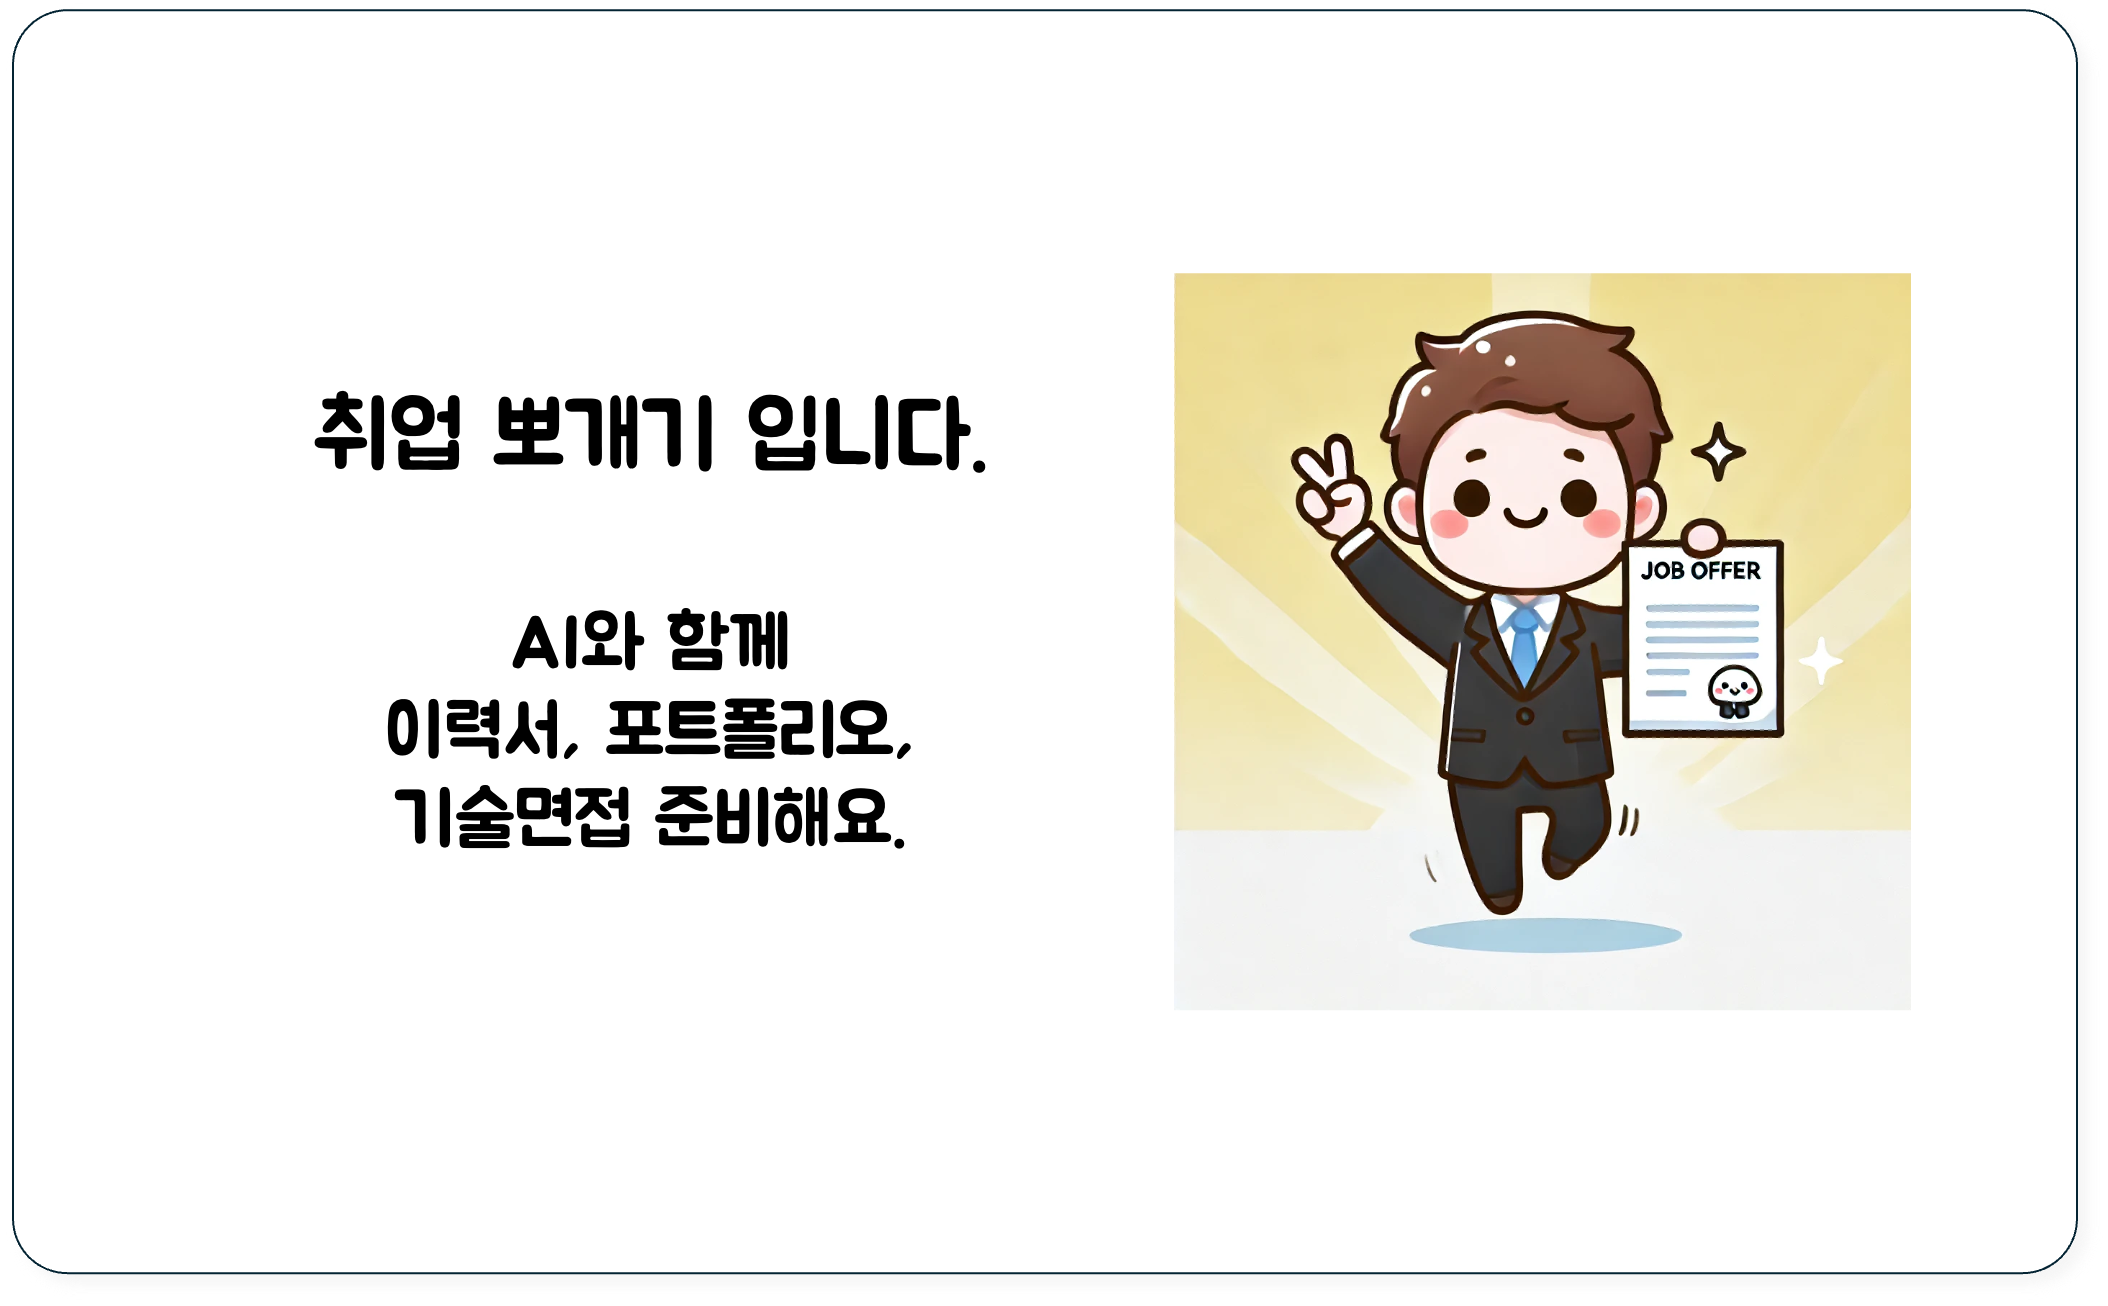 취업 뽀개기 입니다.
AI와 함께
이력서, 포트폴리오,
기술면접 준비해요.
JOB OFFER